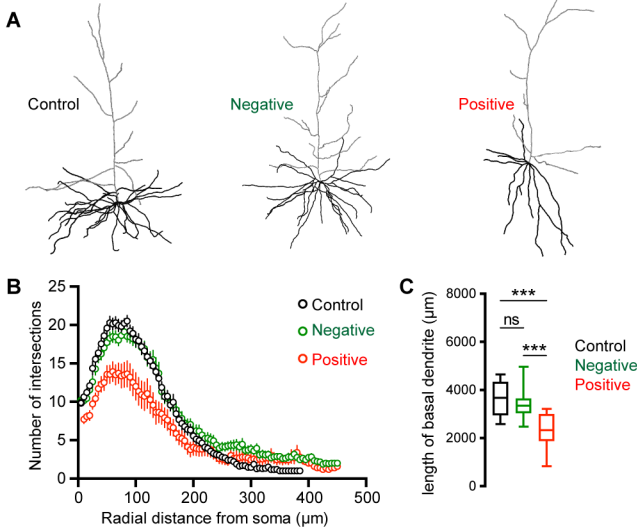 A
Control
Negative
Positive
B
Number of intersections
25
20
15
10
5
0
0
100
200
300
400
500
Radial distance from soma (µm)
Control
Negative
Positive
C
length of basal dendrite (µm)
8000
6000
4000
2000
0
***
ns
***
Control
Negative
Positive